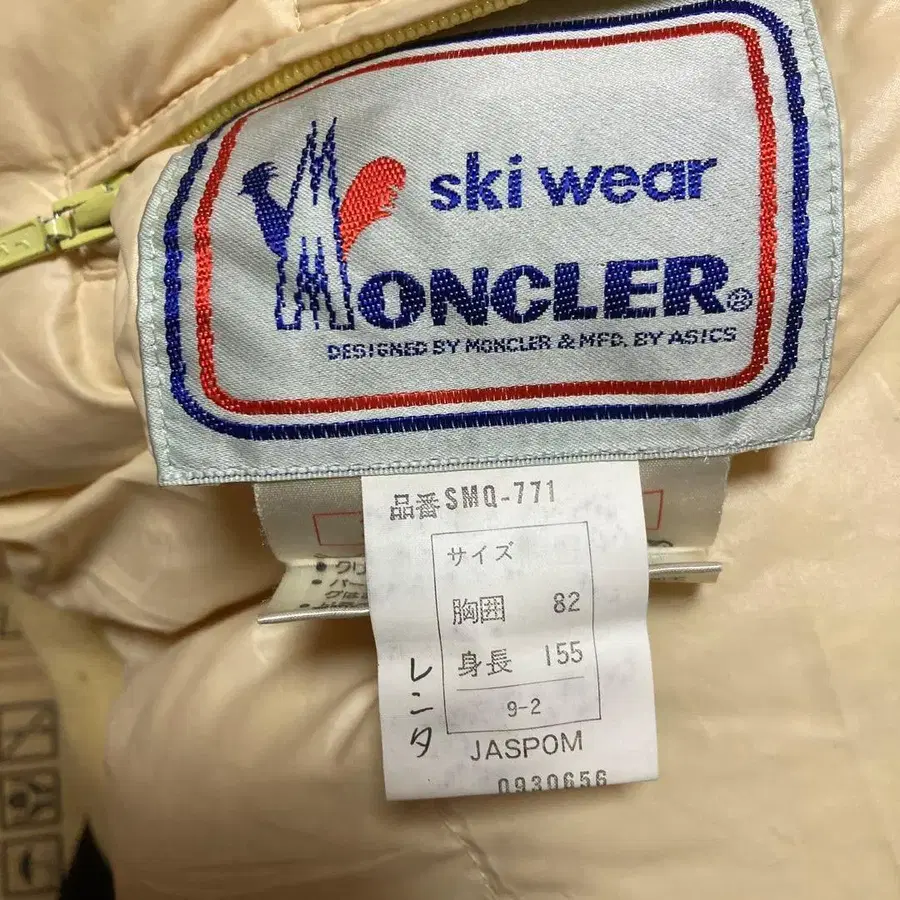 ski wear
MONCLER®
DESIGNED BY MONCLER & MFD. BY ASICS
品番 SMQ-771
サイズ
胸囲 82
身長 155
9-2
レンタ
JASPOM
0930656